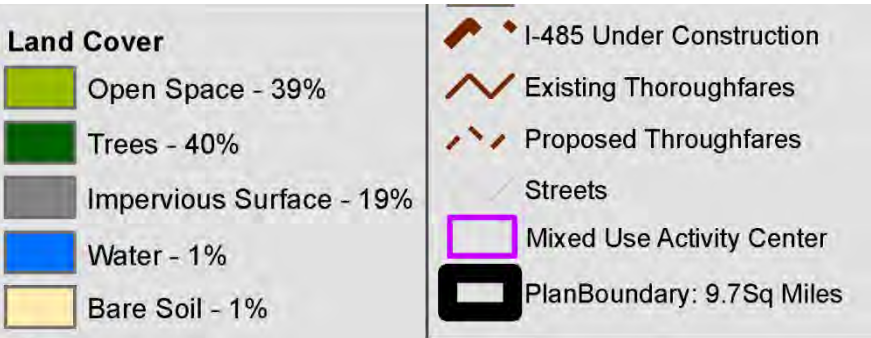 Land Cover
Open Space - 39%
Trees - 40%
Impervious Surface - 19%
Water - 1%
Bare Soil - 1%
I-485 Under Construction
Existing Thoroughfares
Proposed Throughfares
Streets
Mixed Use Activity Center
PlanBoundary: 9.7Sq Miles